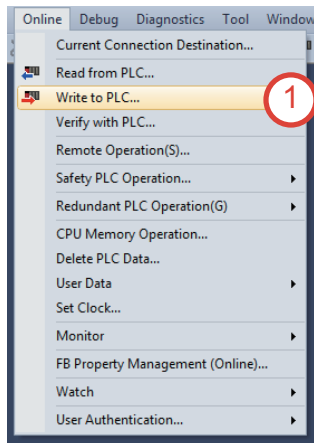 Online Debug Diagnostics Tool Window
Current Connection Destination...
Read from PLC...
Write to PLC...
1
Verify with PLC...
Remote Operation(S)...
Safety PLC Operation...
Redundant PLC Operation(G)
CPU Memory Operation...
Delete PLC Data...
User Data
Set Clock...
Monitor
FB Property Management (Online)...
Watch
User Authentication...